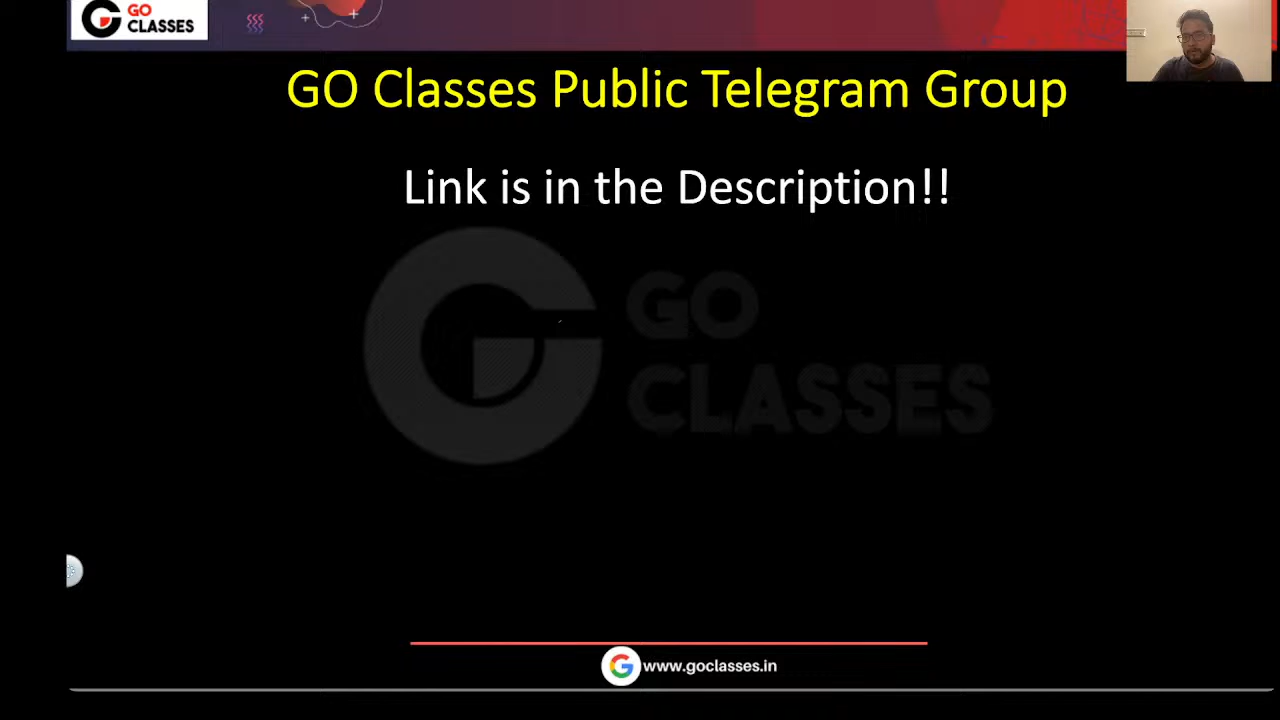 GO
CLASSES
GO Classes Public Telegram Group
Link is in the Description!!
GO
CLASSES
www.goclasses.in